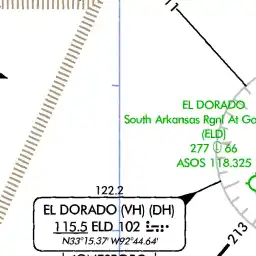 11
EL DORADO
South Arkansas Rgnl At
(ELD)
277 L 66
ASOS 118.325
122.2
EL DORADO (VH) (DH)
115.5 ELD 102
N33°15.37' W92°44.64'
213